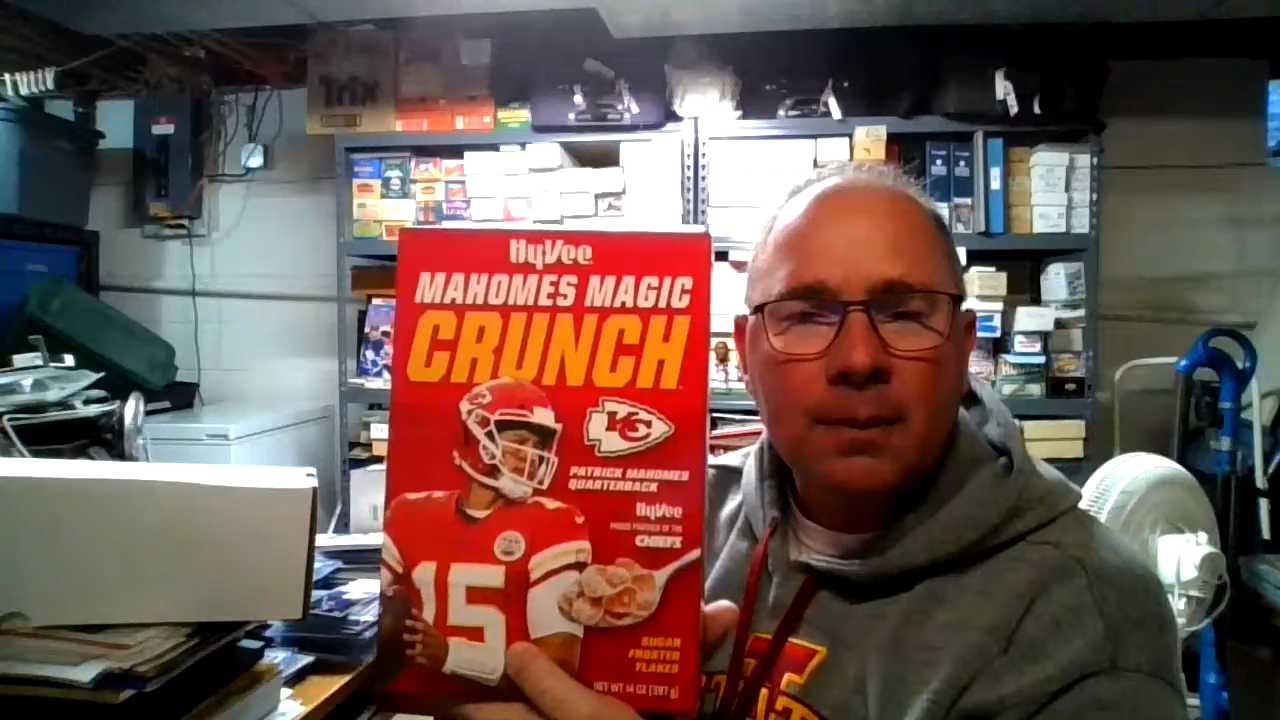 Trix
HyVee
MAHOMES MAGIC
CRUNCH
KC
PATRICK MAHOMES
QUARTERBACK
HyVee
PROUD PARTNER OF THE
CHIEFS
15
SUGAR
FROSTED
FLAKES
NET WT 14 OZ (397 g)